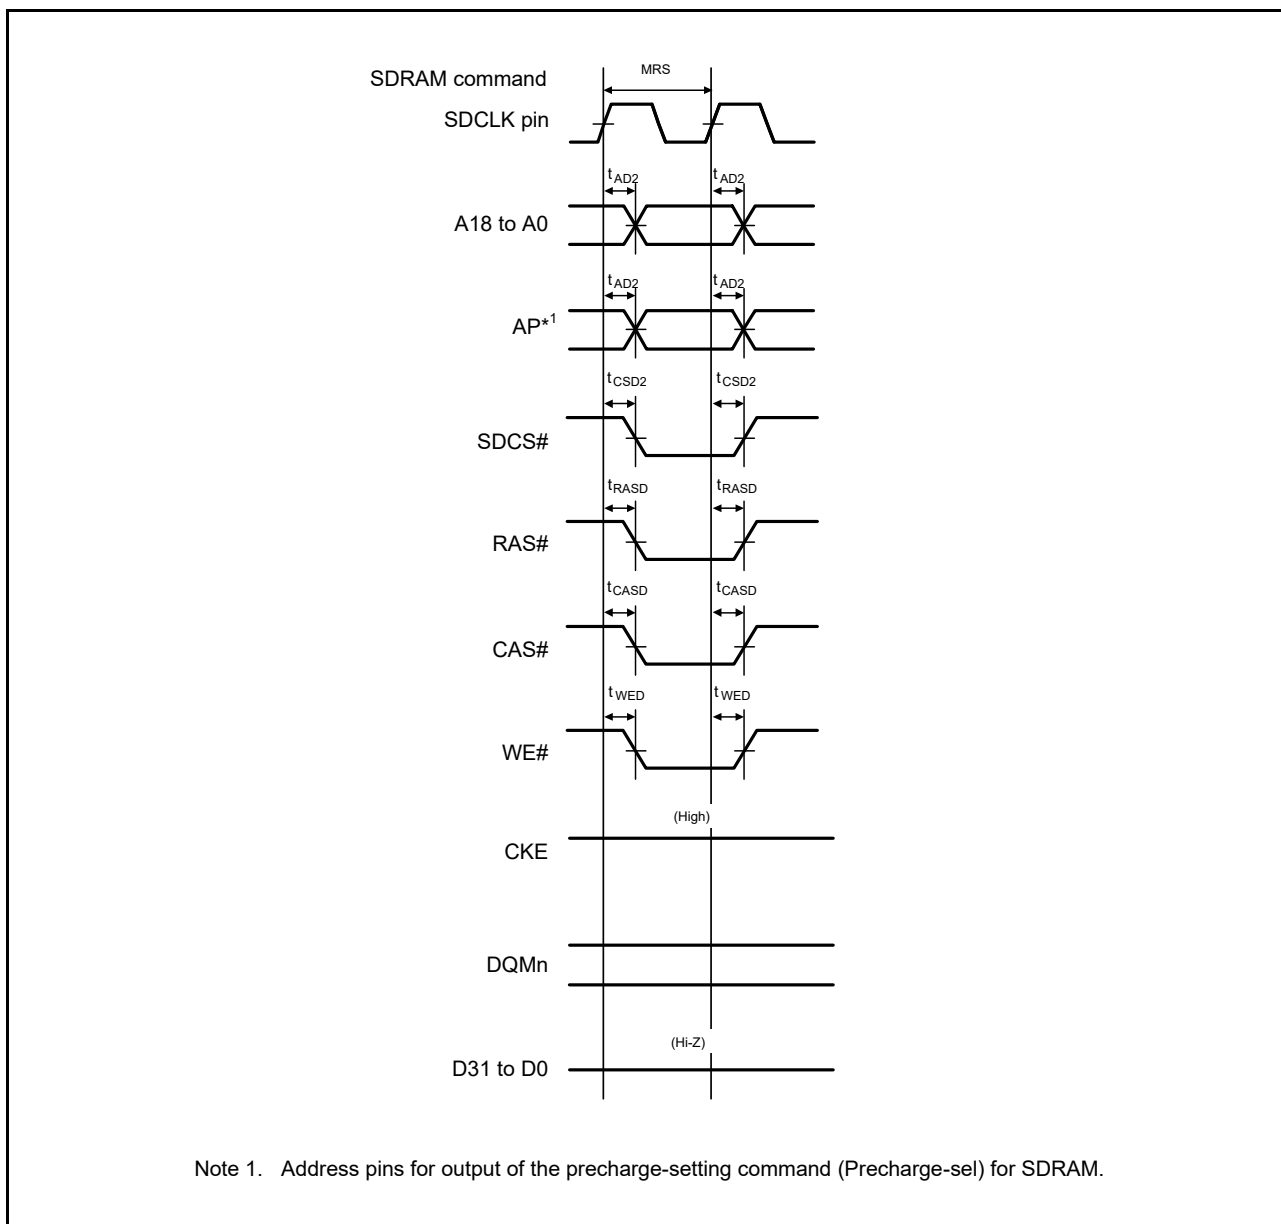 MRS
SDRAM command
SDCLK pin
tAD2 tAD2
A18 to A0
tAD2 tAD2
AP*1
tCSD2 tCSD2
SDCS#
tRASD tRASD
RAS#
tCASD tCASD
CAS#
tWED tWED
WE#
(High)
CKE
DQMn
(Hi-Z)
D31 to D0
Note 1. Address pins for output of the precharge-setting command (Precharge-sel) for SDRAM.